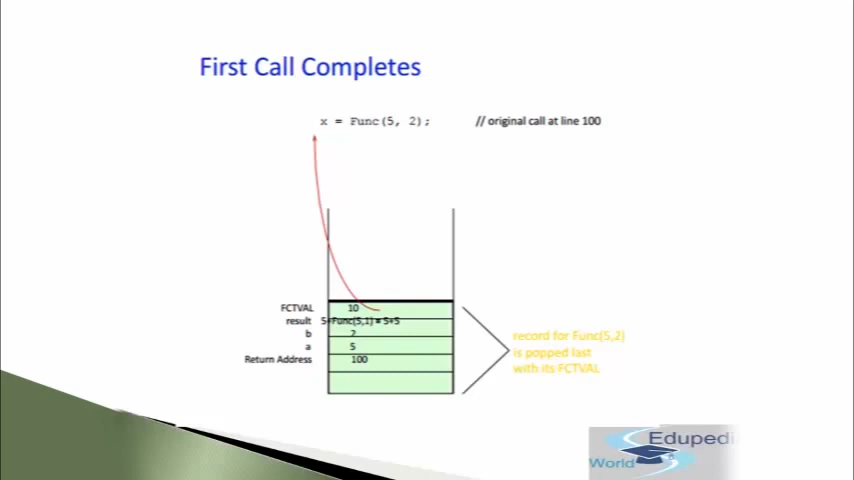 First Call Completes
x = Func(5, 2); // original call at line 100
FCTVAL 10
result 5+Func(5,1) = 5+5
b 2
a 5
Return Address 100
record for Func(5,2)
is popped last
with its FCTVAL
Edupedia
World